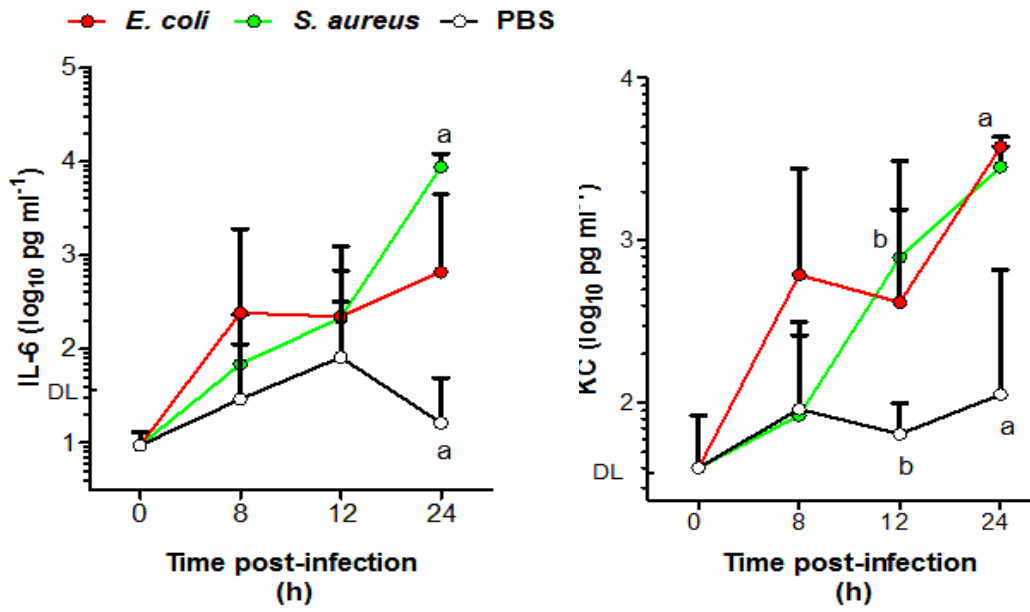 E. coli S. aureus PBS
IL-6 (log10 pg ml-1)
5
4
3
2
DL
1
a
a
0 8 12 24
Time post-infection
(h)
KC (log10 pg ml-1)
4
3
2
DL
a
b
a
b
0 8 12 24
Time post-infection
(h)